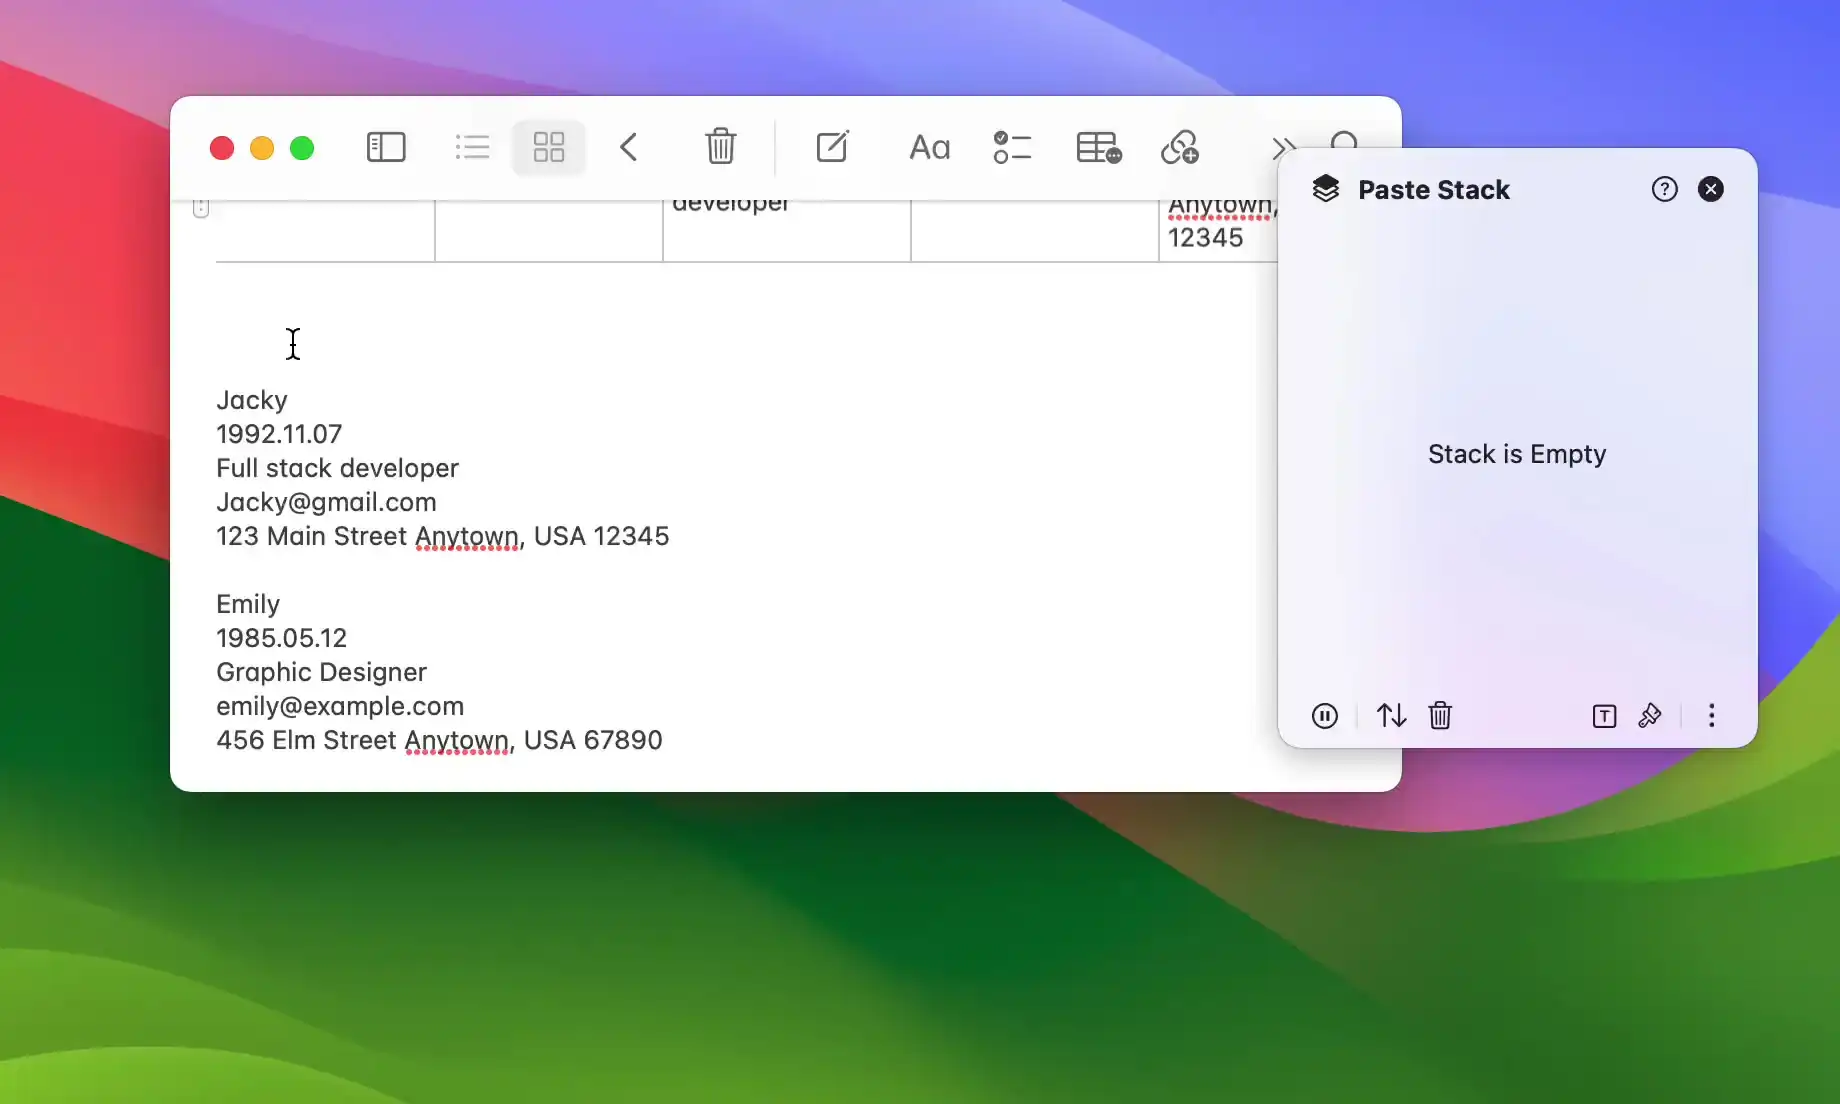 Aa
developer
Anytown,
12345
Jacky
1992.11.07
Full stack developer
Jacky@gmail.com
123 Main Street Anytown, USA 12345
Emily
1985.05.12
Graphic Designer
emily@example.com
456 Elm Street Anytown, USA 67890
Paste Stack
Stack is Empty